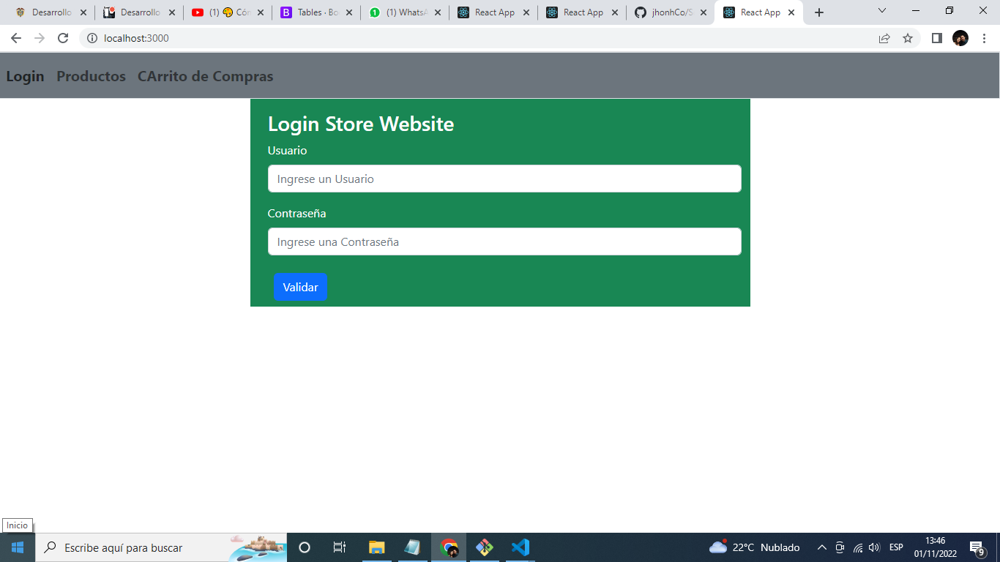 Desarrollo
Desarrollo
(1) Cón
Tables · Bo
(1) WhatsA
React App
React App
jhonhCo/S
React App
localhost:3000
Login Productos CArrito de Compras
Login Store Website
Usuario
Ingrese un Usuario
Contraseña
Ingrese una Contraseña
Validar
Inicio
Escribe aquí para buscar
22°C Nublado
ESP
13:46
01/11/2022
9